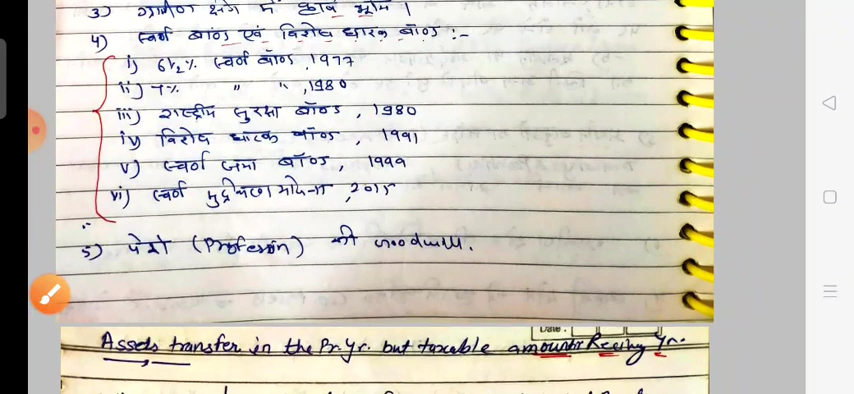 3) ग्रामीण क्षेत्र में कृषि भूमि ।
4) स्वर्ण बाण्ड एवं विशेष धारक बॉण्ड :-
i) 6½% स्वर्ण बॉण्ड, 1977
ii) 7% " " , 1980
iii) राष्ट्रीय सुरक्षा बॉण्ड , 1980
iv) विशेष धारक बॉण्ड , 1991
v) स्वर्ण जमा बॉण्ड , 1999
vi) स्वर्ण मुद्रीकरण योजना , 2015
5) पेशे (Profession) की goodwill.
Date :
Assets transfer in the Pr.Yr. but taxable amount Yr.